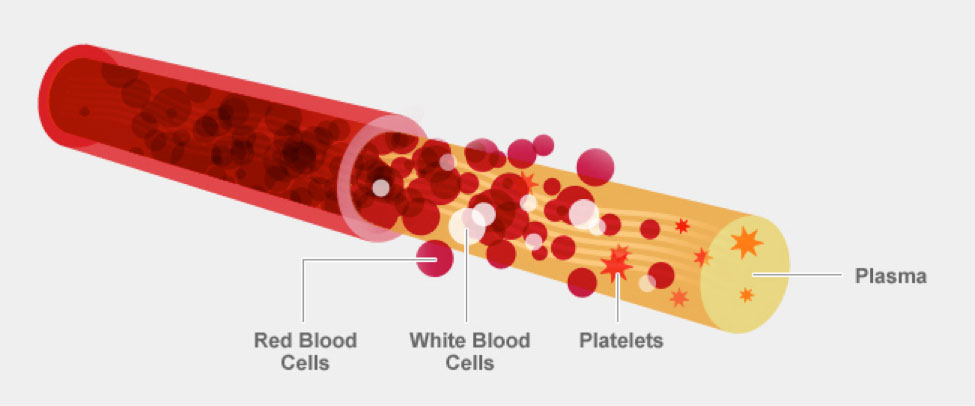 Plasma
Red Blood
Cells
White Blood
Cells
Platelets